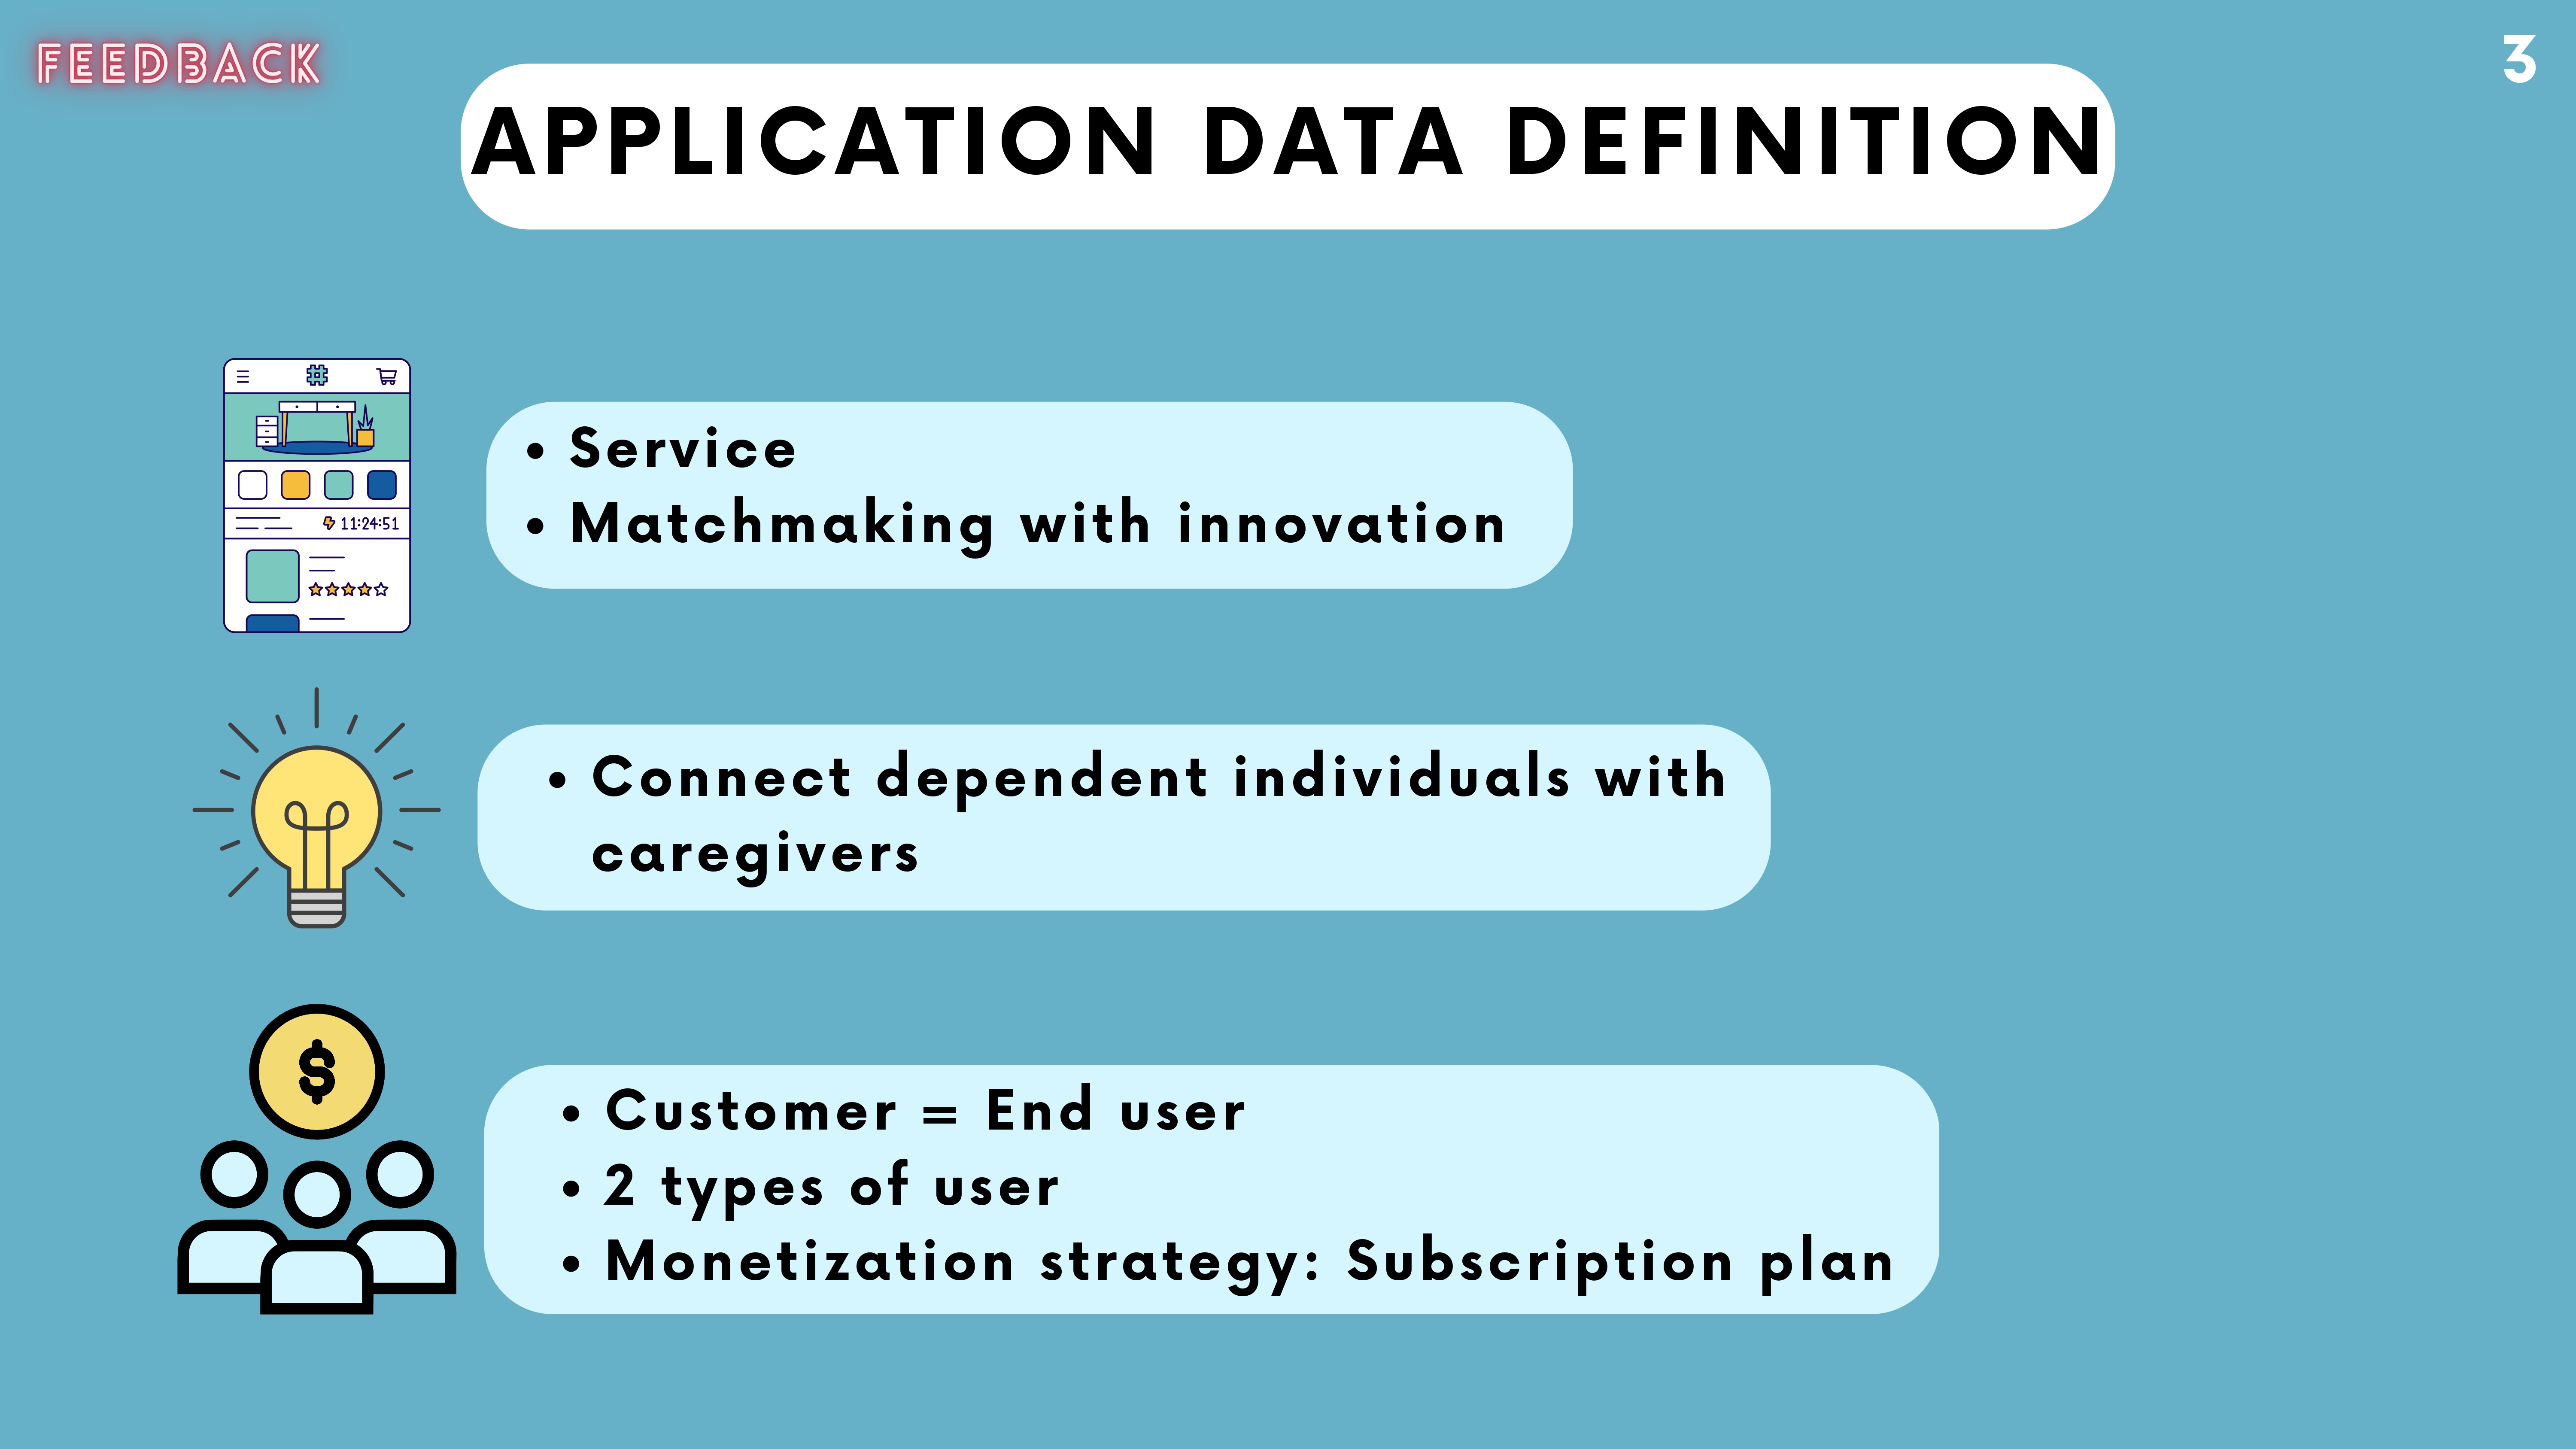 FEEDBACK
3
APPLICATION DATA DEFINITION
11:24:51
• Service
• Matchmaking with innovation
• Connect dependent individuals with
caregivers
$
• Customer = End user
• 2 types of user
• Monetization strategy: Subscription plan